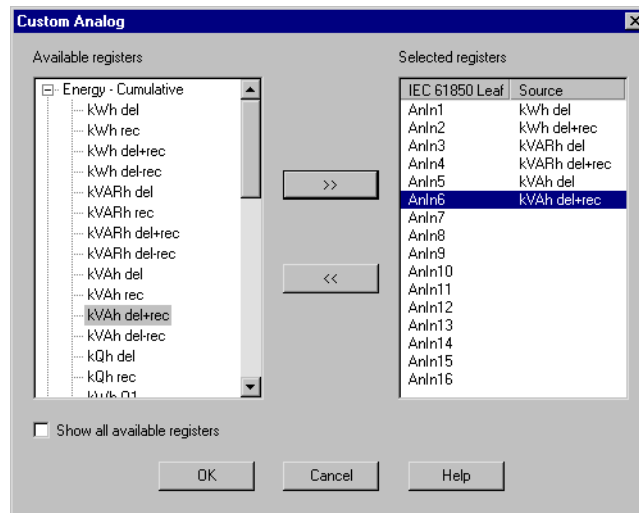 Custom Analog
Available registers
Energy - Cumulative
kWh del
kWh rec
kWh del+rec
kWh del-rec
kVARh del
kVARh rec
kVARh del+rec
kVARh del-rec
kVAh del
kVAh rec
kVAh del+rec
kVAh del-rec
kQh del
kQh rec
>>
<<
Selected registers
IEC 61850 Leaf Source
AnIn1 kWh del
AnIn2 kWh del+rec
AnIn3 kVARh del
AnIn4 kVARh del+rec
AnIn5 kVAh del
AnIn6 kVAh del+rec
AnIn7
AnIn8
AnIn9
AnIn10
AnIn11
AnIn12
AnIn13
AnIn14
AnIn15
AnIn16
Show all available registers
OK Cancel Help